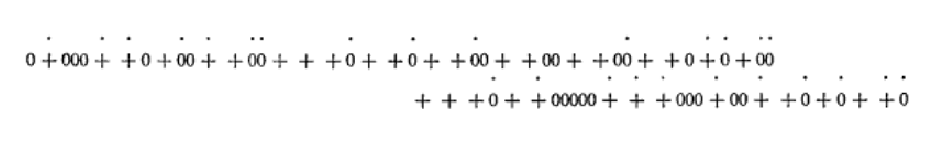 0 + 000 + + 0 + 00 + + 00 + + + 0 + + 0 + + 00 + + 00 + + 00 + + 0 + 0 + 00
+ + + 0 + + 00000 + + + 000 + 00 + + 0 + 0 + + 0